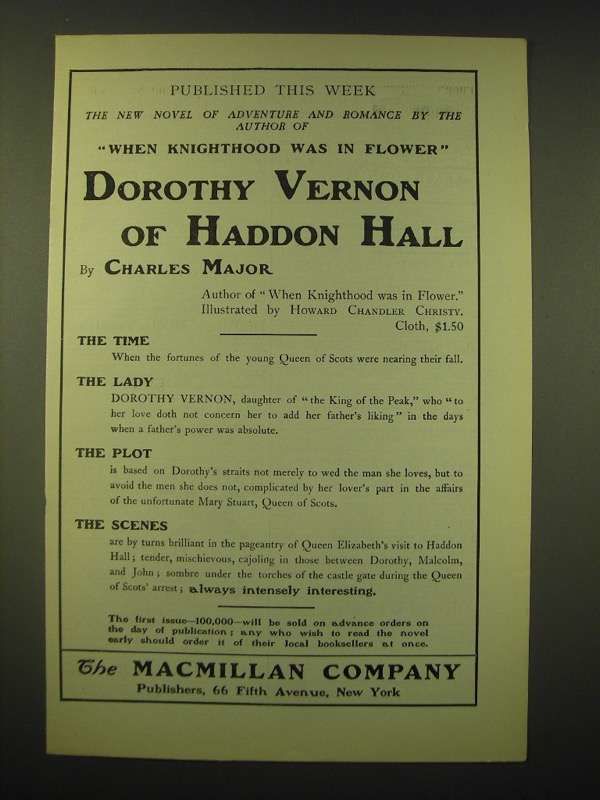 PUBLISHED THIS WEEK
THE NEW NOVEL OF ADVENTURE AND ROMANCE BY THE
AUTHOR OF
"WHEN KNIGHTHOOD WAS IN FLOWER"
DOROTHY VERNON
OF HADDON HALL
By CHARLES MAJOR
Author of "When Knighthood was in Flower."
Illustrated by HOWARD CHANDLER CHRISTY.
Cloth, $1.50
THE TIME
When the fortunes of the young Queen of Scots were nearing their fall.
THE LADY
DOROTHY VERNON, daughter of "the King of the Peak," who "to
her love doth not concern her to add her father's liking" in the days
when a father's power was absolute.
THE PLOT
is based on Dorothy's straits not merely to wed the man she loves, but to
avoid the men she does not, complicated by her lover's part in the affairs
of the unfortunate Mary Stuart, Queen of Scots.
THE SCENES
are by turns brilliant in the pageantry of Queen Elizabeth's visit to Haddon
Hall; tender, mischievous, cajoling in those between Dorothy, Malcolm,
and John; sombre under the torches of the castle gate during the Queen
of Scots' arrest; always intensely interesting.
The first issue—100,000—will be sold on advance orders on
the day of publication; any who wish to read the novel
early should order it of their local booksellers at once.
The MACMILLAN COMPANY
Publishers, 66 Fifth Avenue, New York